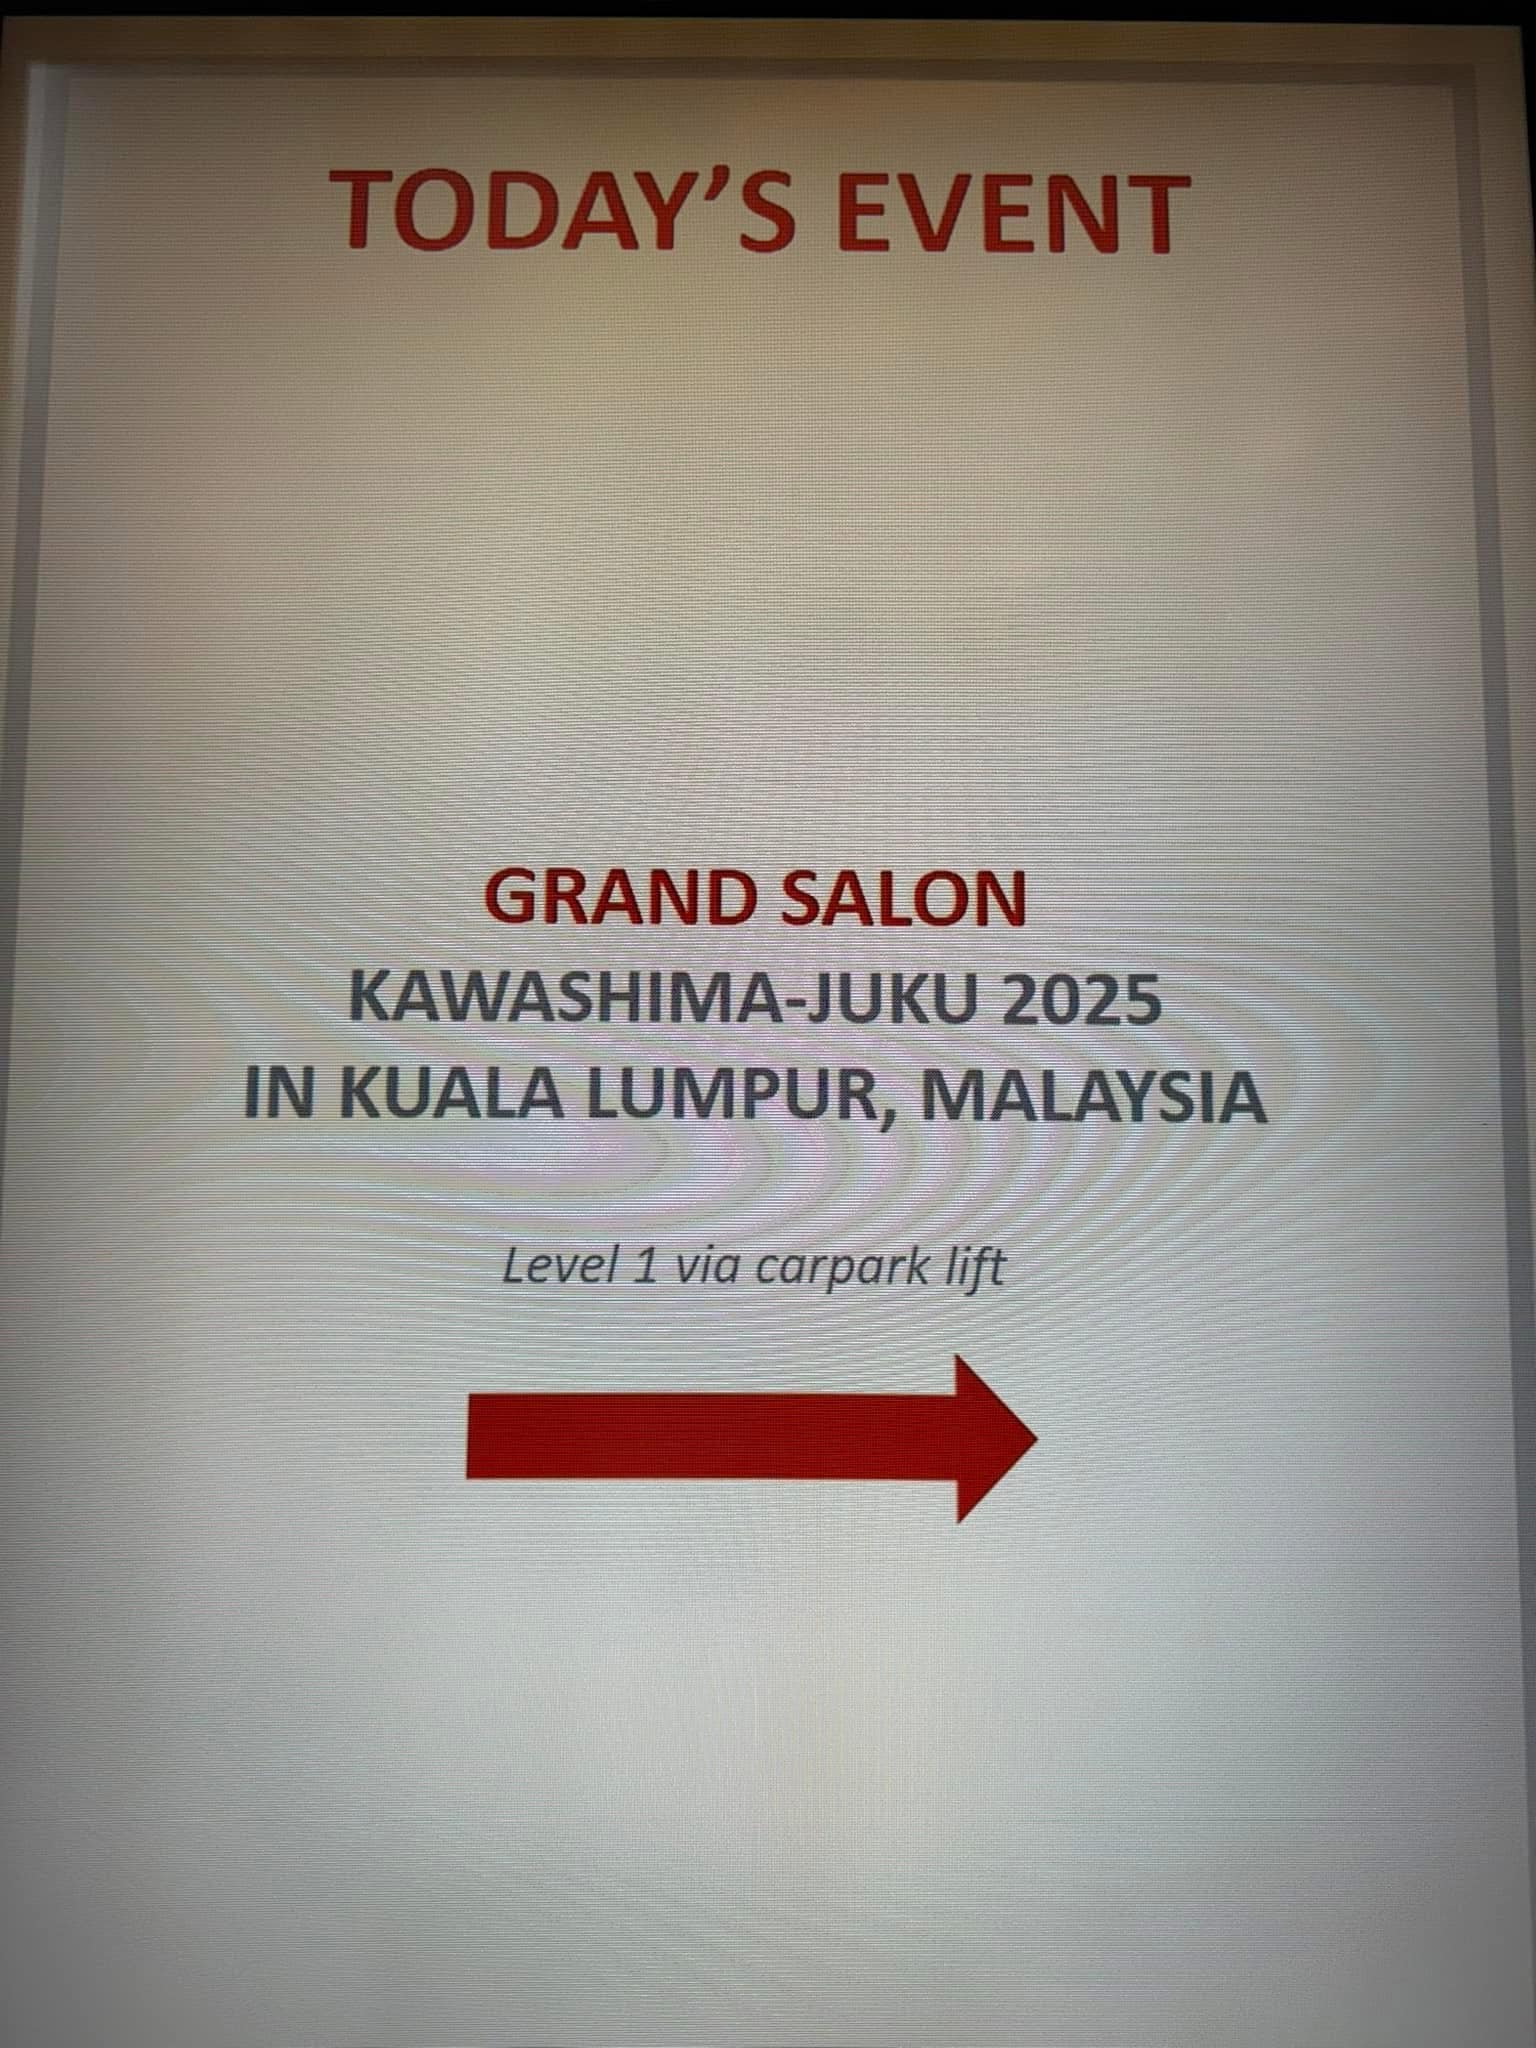 TODAY’S EVENT
GRAND SALON
KAWASHIMA-JUKU 2025
IN KUALA LUMPUR, MALAYSIA
Level 1 via carpark lift